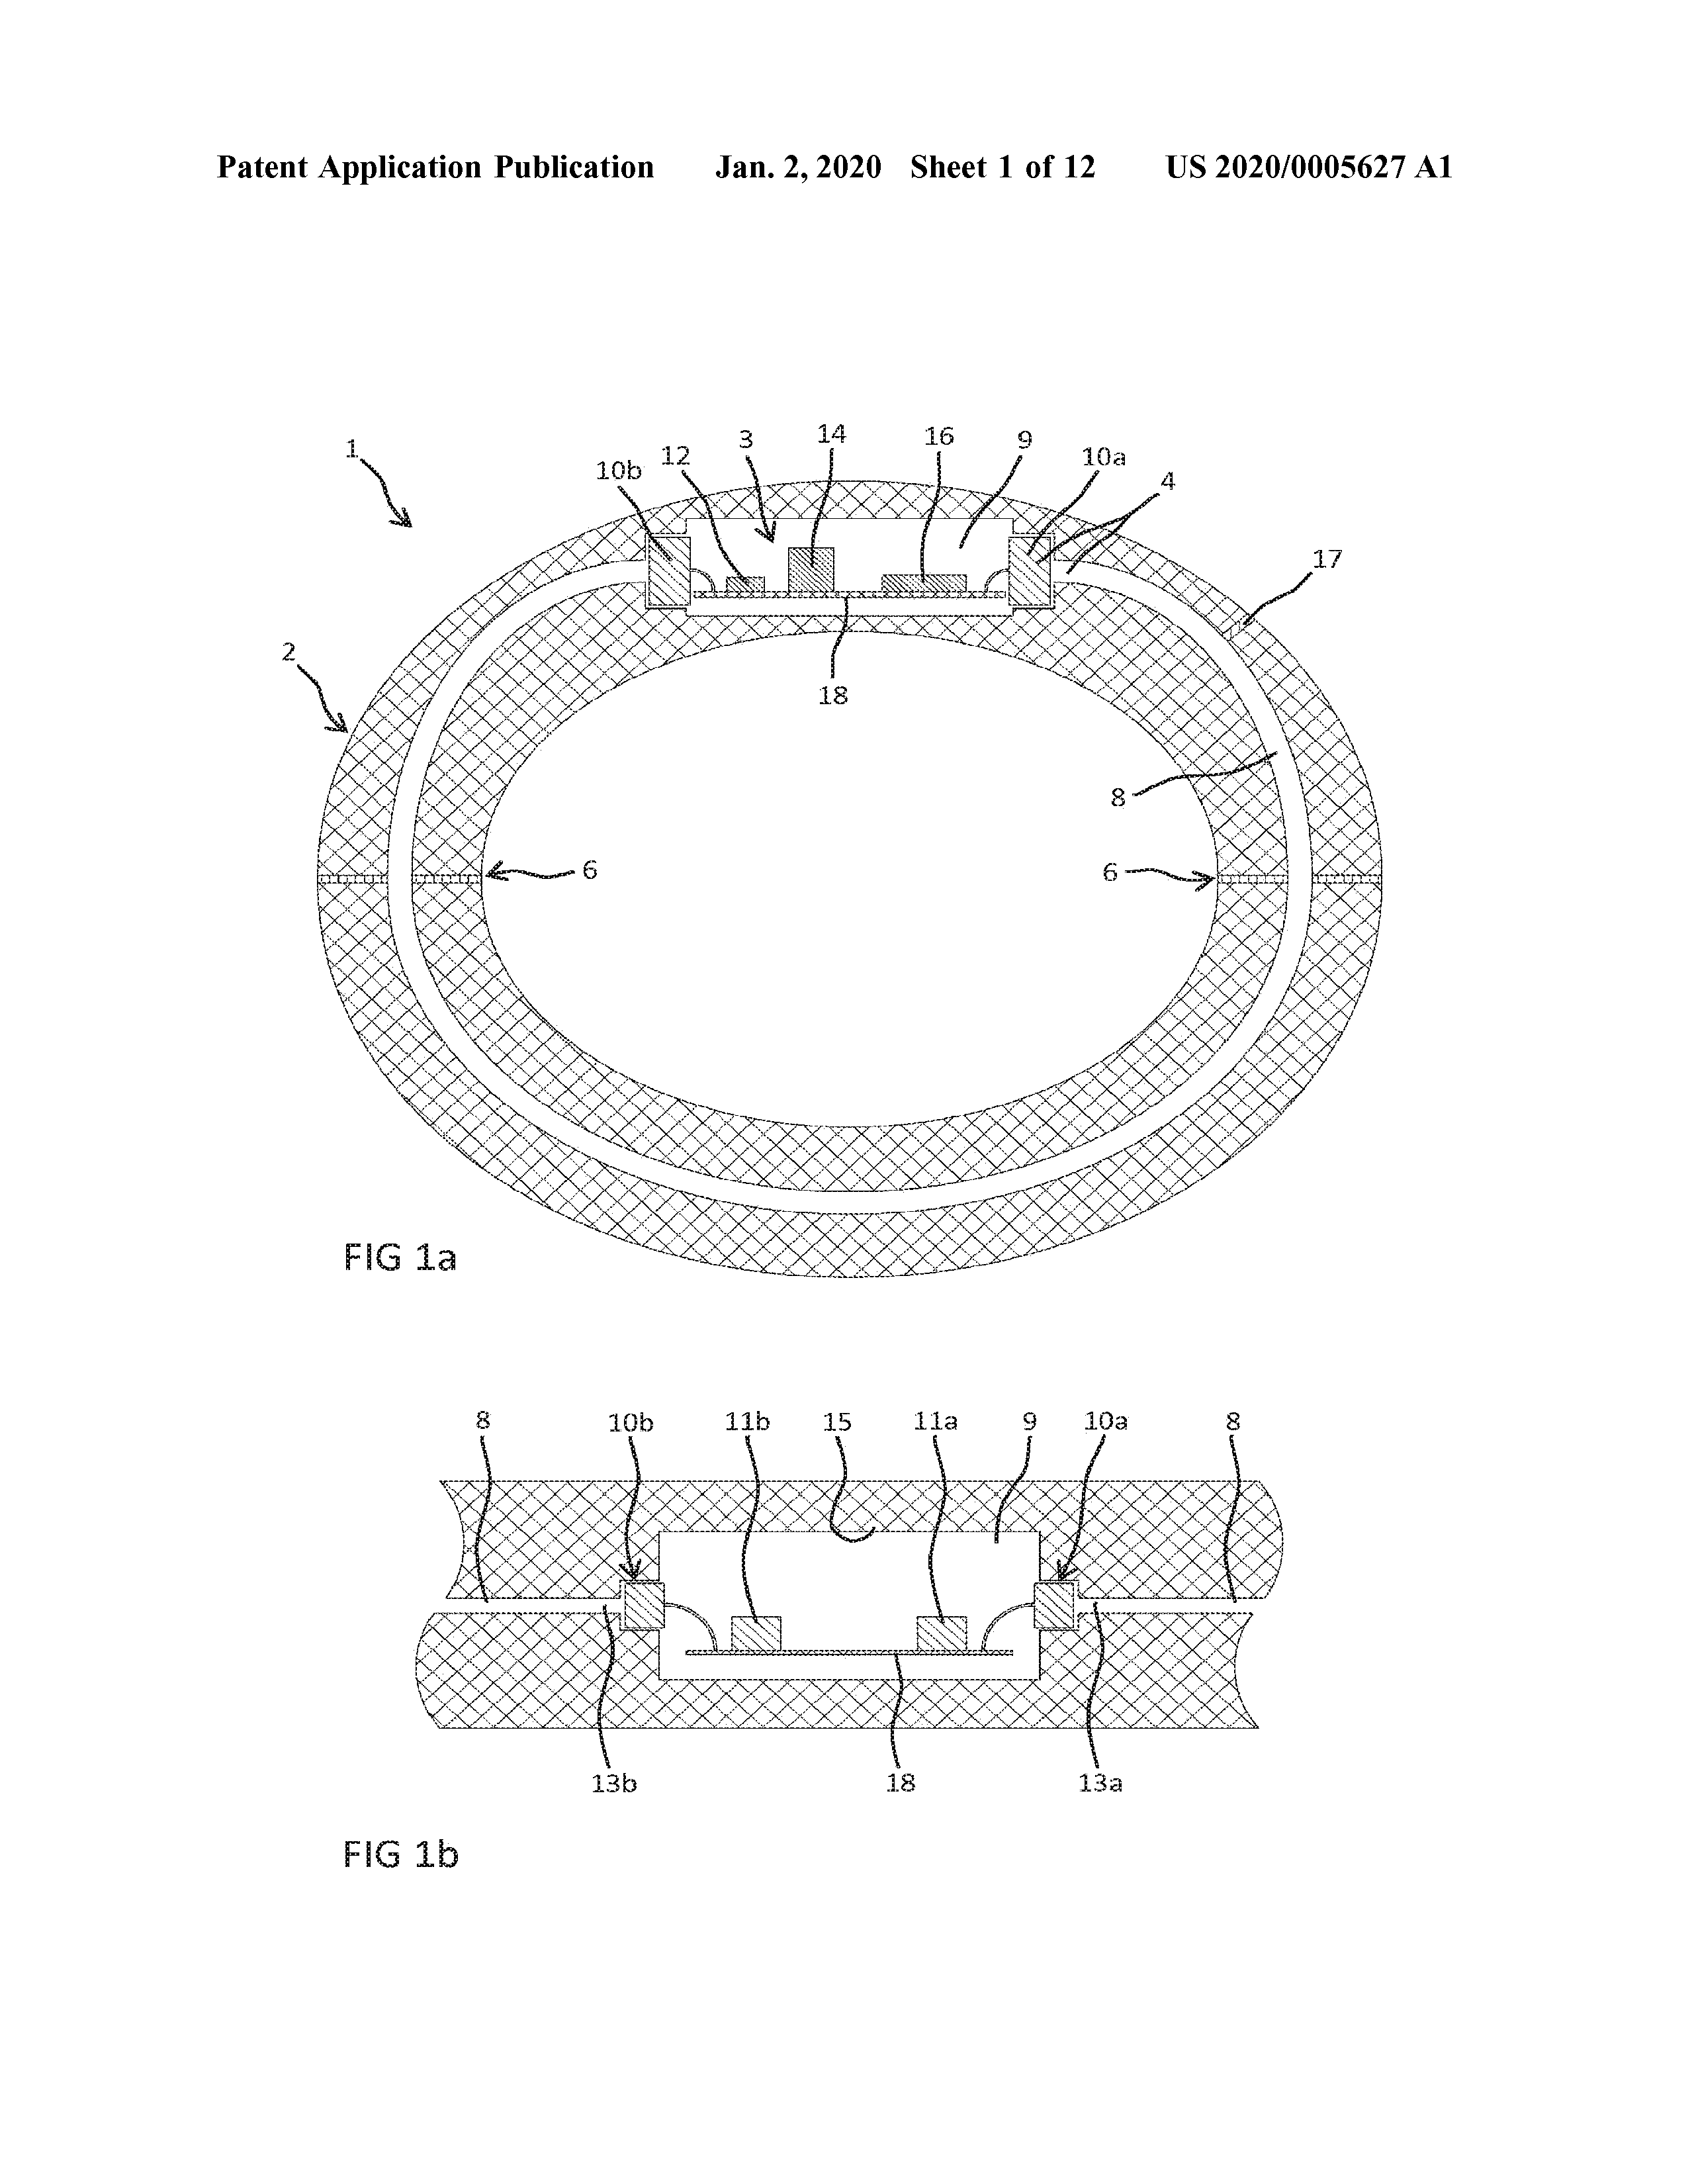 Patent Application Publication Jan. 2, 2020 Sheet 1 of 12 US 2020/0005627 A1
1 10b 12 3 14 16 9 10a 4
17
2
18
8
6 6
FIG 1a
8 10b 11b 15 11a 9 10a 8
13b 18 13a
FIG 1b